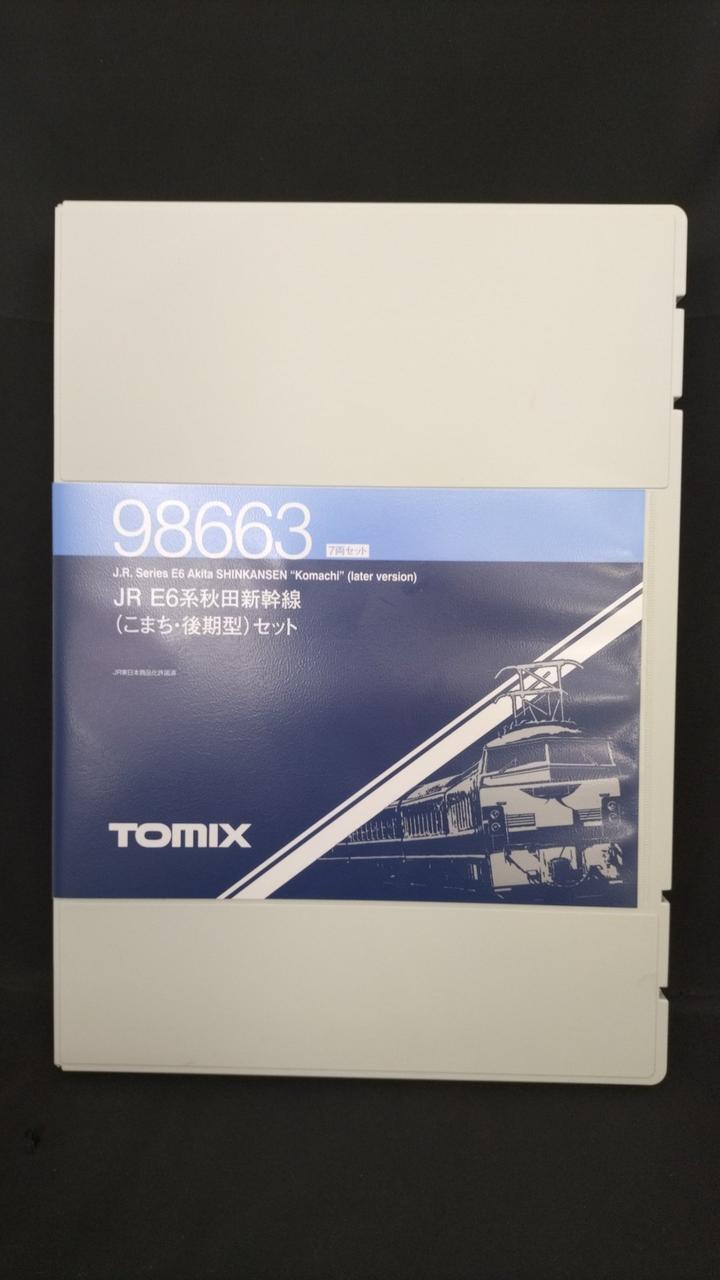 98663 7両セット
J.R. Series E6 Akita SHINKANSEN “Komachi” (later version)
JR E6系秋田新幹線
（こまち・後期型）セット
JR東日本商品化許諾済
TOMIX